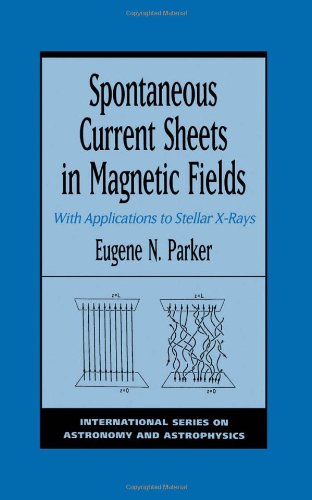 Spontaneous
Current Sheets
in Magnetic Fields
With Applications to Stellar X-Rays
Eugene N. Parker
z=L
z=L
z=0
z=0
INTERNATIONAL SERIES ON
ASTRONOMY AND ASTROPHYSICS